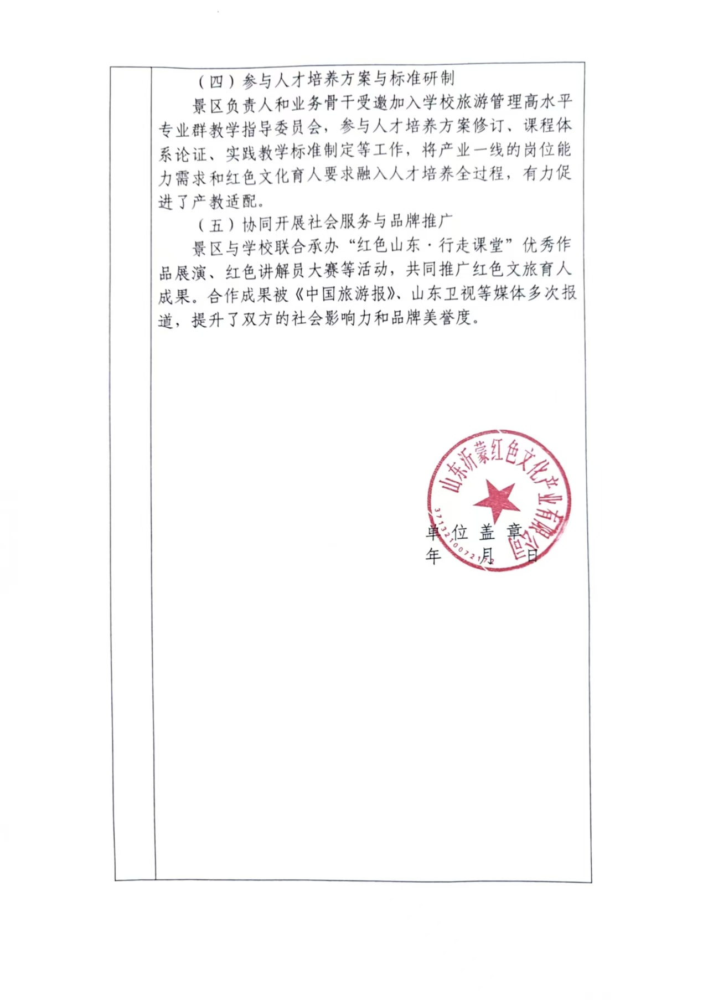 （四）参与人才培养方案与标准研制
景区负责人和业务骨干受邀加入学校旅游管理高水平
专业群教学指导委员会，参与人才培养方案修订、课程体
系论证、实践教学标准制定等工作，将产业一线的岗位能
力需求和红色文化育人要求融入人才培养全过程，有力促
进了产教适配。
（五）协同开展社会服务与品牌推广
景区与学校联合承办“红色山东·行走课堂”优秀作
品展演、红色讲解员大赛等活动，共同推广红色文旅育人
成果。合作成果被《中国旅游报》、山东卫视等媒体多次报
道，提升了双方的社会影响力和品牌美誉度。
山东沂蒙红色文化产业有限公司
单位盖章
年 月 日
3713210072172